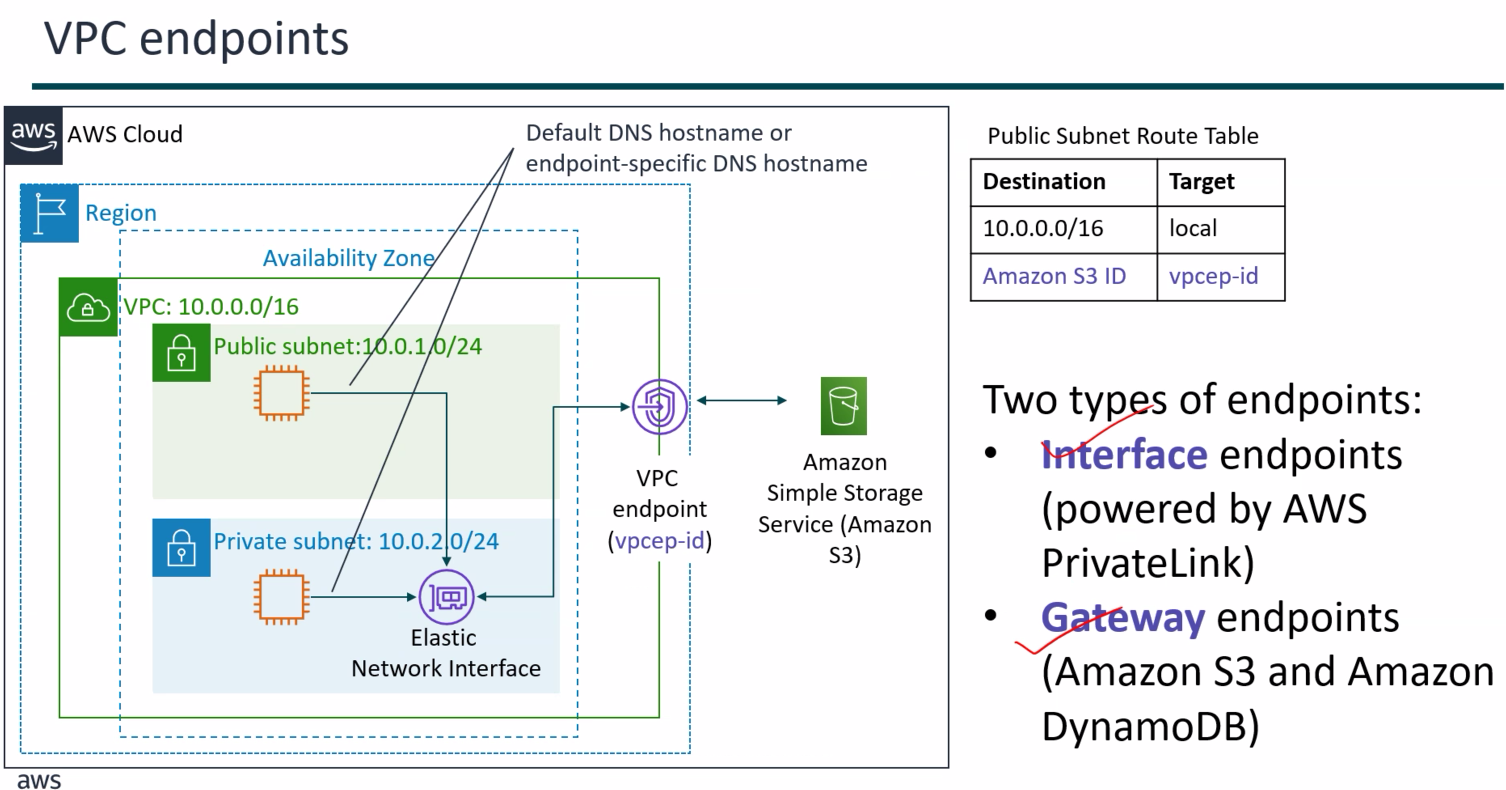 VPC endpoints
aws
AWS Cloud
Default DNS hostname or
endpoint-specific DNS hostname
Region
Availability Zone
VPC: 10.0.0.0/16
Public subnet:10.0.1.0/24
Private subnet: 10.0.2.0/24
Elastic
Network Interface
VPC
endpoint
(vpcep-id)
Amazon
Simple Storage
Service (Amazon
S3)
Public Subnet Route Table
Destination Target
10.0.0.0/16 local
Amazon S3 ID vpcep-id
Two types of endpoints:
• Interface endpoints
(powered by AWS
PrivateLink)
• Gateway endpoints
(Amazon S3 and Amazon
DynamoDB)
aws